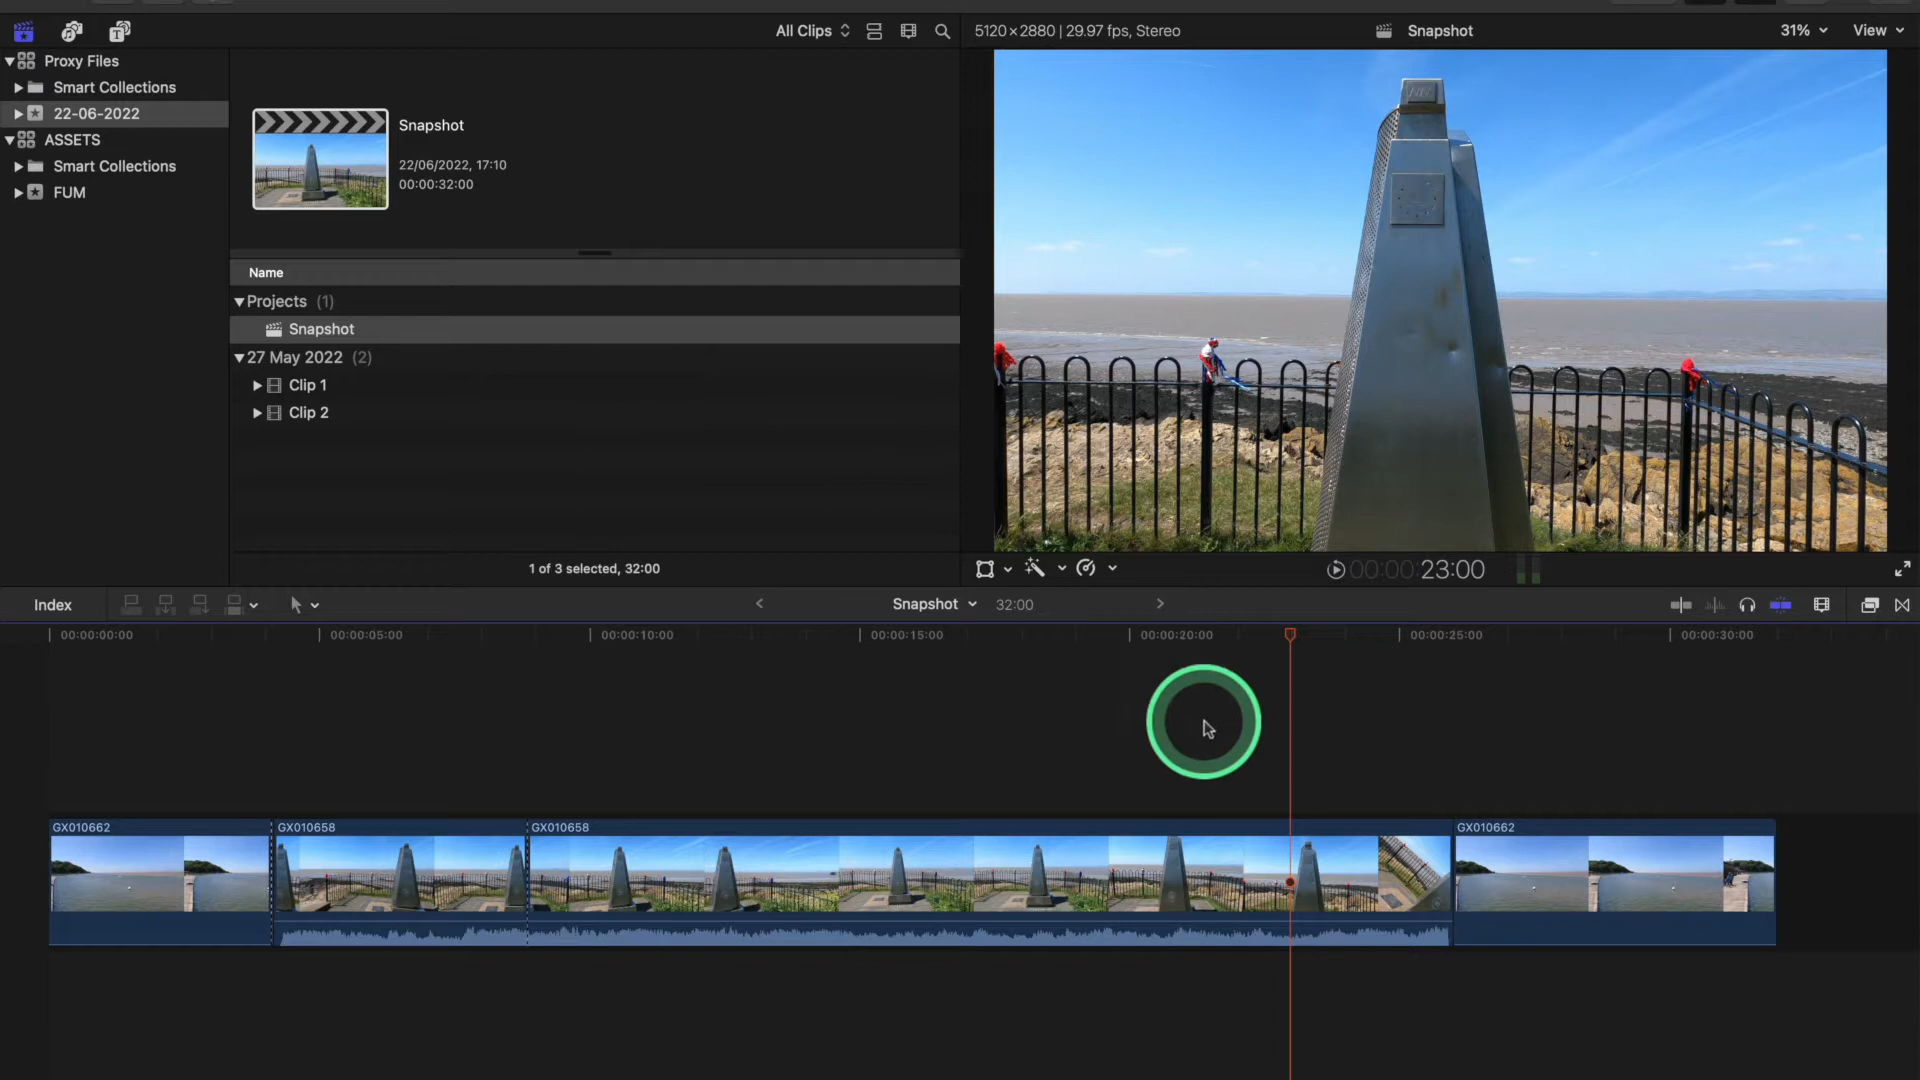 All Clips
5120×2880 | 29.97 fps, Stereo
Snapshot
31%
View
Proxy Files
Smart Collections
22-06-2022
ASSETS
Smart Collections
FUM
Snapshot
22/06/2022, 17:10
00:00:32:00
Name
Projects (1)
Snapshot
27 May 2022 (2)
Clip 1
Clip 2
1 of 3 selected, 32:00
00:00:23:00
Index
Snapshot
32:00
00:00:00:00
00:00:05:00
00:00:10:00
00:00:15:00
00:00:20:00
00:00:25:00
00:00:30:00
GX010662
GX010658
GX010658
GX010662